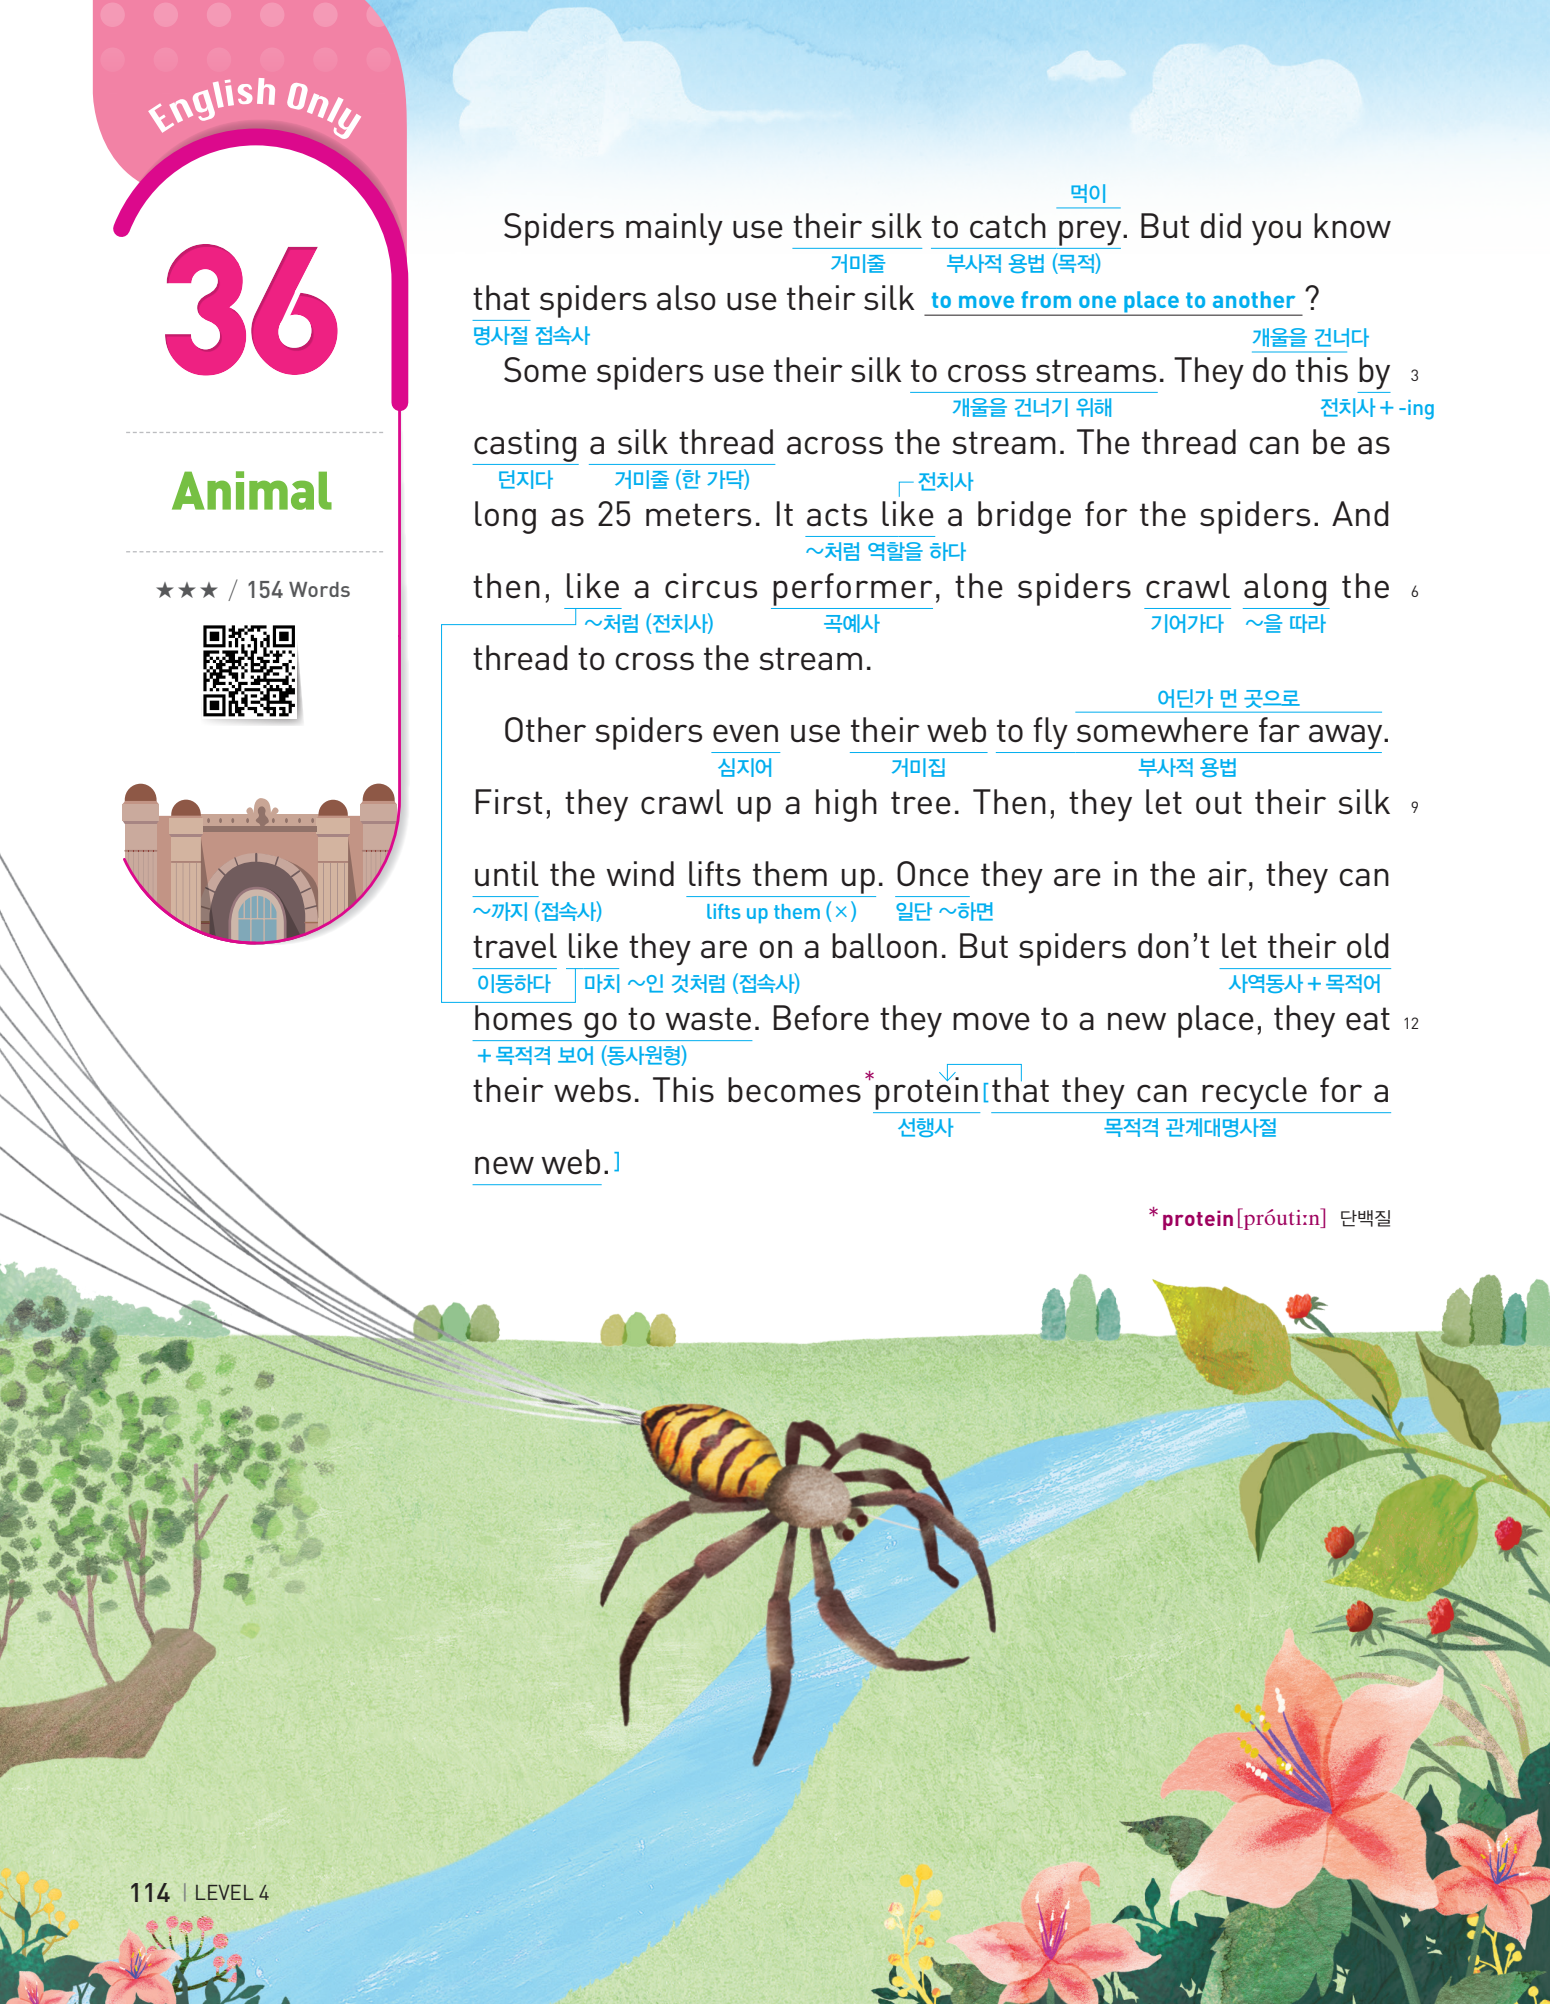 English Only
36
Animal
★★★ / 154 Words
먹이
Spiders mainly use their silk to catch prey. But did you know
거미줄 부사적 용법 (목적)
that spiders also use their silk to move from one place to another ?
명사절 접속사 개울을 건너다
Some spiders use their silk to cross streams. They do this by 3
개울을 건너기 위해 전치사+-ing
casting a silk thread across the stream. The thread can be as
던지다 거미줄 (한 가닥) 전치사
long as 25 meters. It acts like a bridge for the spiders. And
~처럼 역할을 하다
then, like a circus performer, the spiders crawl along the 6
~처럼 (전치사) 곡예사 기어가다 ~을 따라
thread to cross the stream.
어딘가 먼 곳으로
Other spiders even use their web to fly somewhere far away.
심지어 거미집 부사적 용법
First, they crawl up a high tree. Then, they let out their silk 9
until the wind lifts them up. Once they are in the air, they can
~까지 (접속사) lifts up them (×) 일단 ~하면
travel like they are on a balloon. But spiders don't let their old
이동하다 마치 ~인 것처럼 (접속사) 사역동사+목적어
homes go to waste. Before they move to a new place, they eat 12
+목적격 보어 (동사원형)
their webs. This becomes *protein[that they can recycle for a
선행사 목적격 관계대명사절
new web.]
*protein[próutiːn] 단백질
114 | LEVEL 4